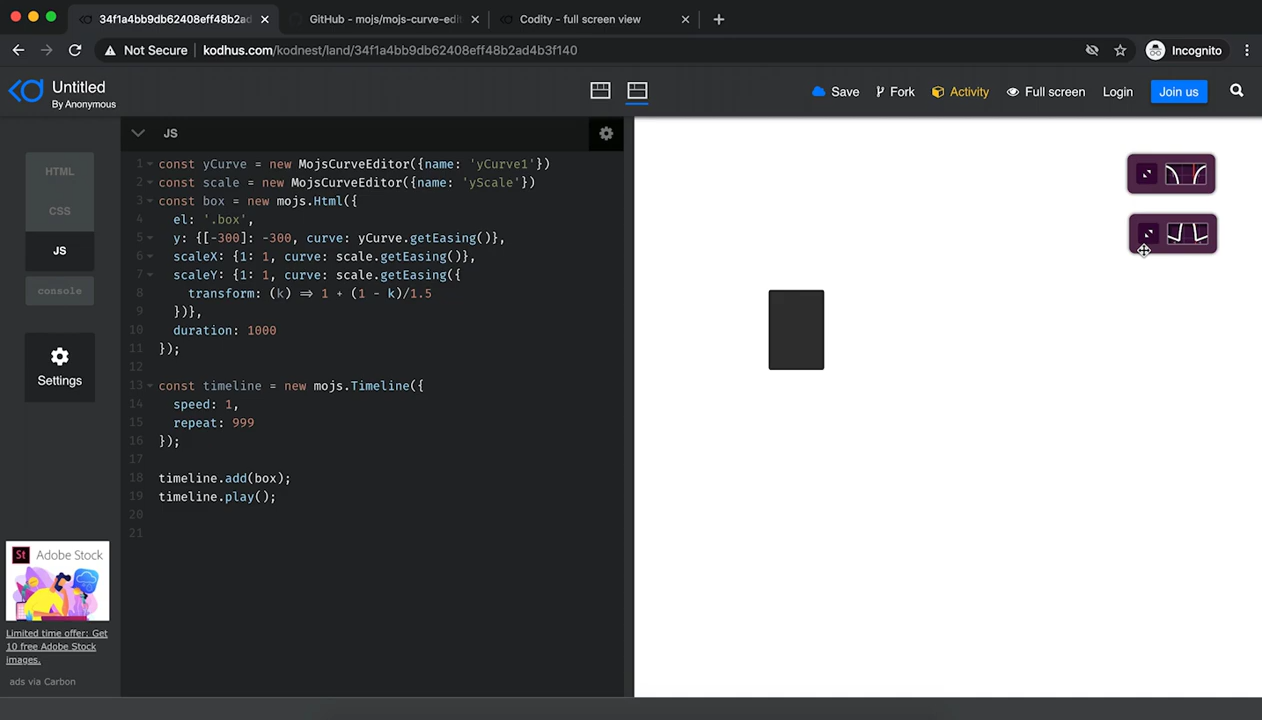 34f1a4bb9db62408eff48b2ad
GitHub - mojs/mojs-curve-edit
Codity - full screen view
Not Secure
kodhus.com/kodnest/land/34f1a4bb9db62408eff48b2ad4b3f140
Incognito
Untitled
By Anonymous
Save
Fork
Activity
Full screen
Login
Join us
HTML
CSS
JS
console
Settings
JS
1 const yCurve = new MojsCurveEditor({name: 'yCurve1'})
2 const scale = new MojsCurveEditor({name: 'yScale'})
3 const box = new mojs.Html({
4 el: '.box',
5 y: {[-300]: -300, curve: yCurve.getEasing()},
6 scaleX: {1: 1, curve: scale.getEasing()},
7 scaleY: {1: 1, curve: scale.getEasing({
8 transform: (k) => 1 + (1 - k)/1.5
9 })},
10 duration: 1000
11 });
12
13 const timeline = new mojs.Timeline({
14 speed: 1,
15 repeat: 999
16 });
17
18 timeline.add(box);
19 timeline.play();
20
21
St Adobe Stock
Limited time offer: Get
10 free Adobe Stock
images.
ads via Carbon